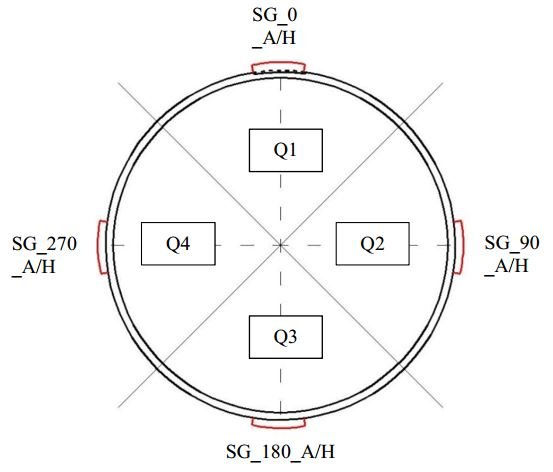 SG_0
_A/H
Q1
SG_270
_A/H
Q4
Q2
SG_90
_A/H
Q3
SG_180_A/H